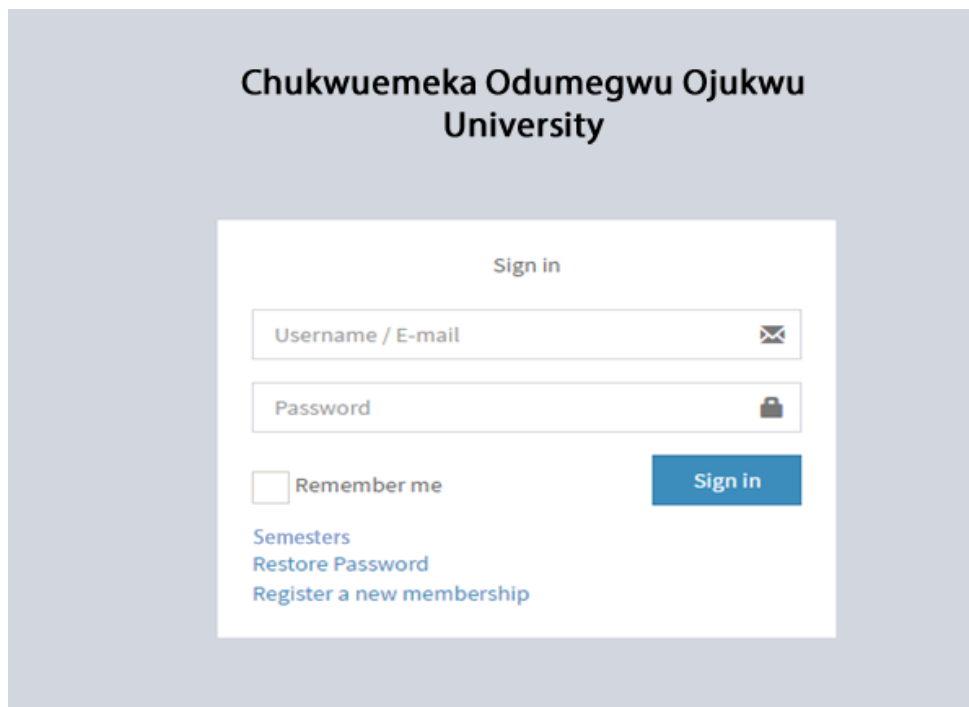 Chukwuemeka Odumegwu Ojukwu
University
Sign in
Username / E-mail
Password
Remember me
Sign in
Semesters
Restore Password
Register a new membership